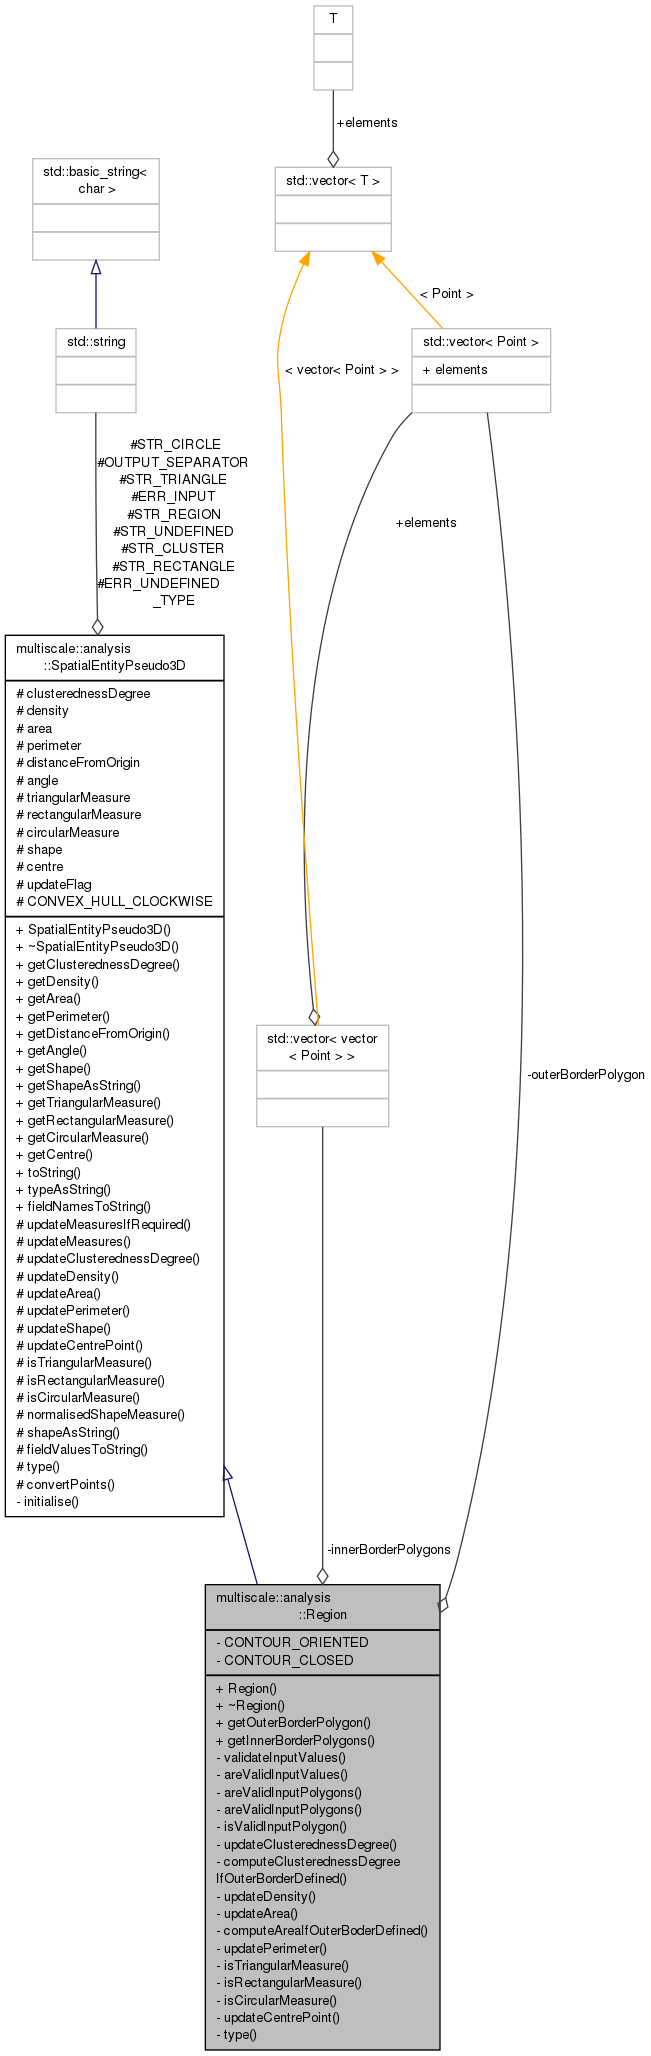 T
+elements
std::basic_string<
char >
std::vector< T >
< Point >
std::string
std::vector< Point >
+ elements
< vector< Point > >
#STR_CIRCLE
#OUTPUT_SEPARATOR
#STR_TRIANGLE
#ERR_INPUT
#STR_REGION
#STR_UNDEFINED
#STR_CLUSTER
#STR_RECTANGLE
#ERR_UNDEFINED
_TYPE
+elements
multiscale::analysis
::SpatialEntityPseudo3D
# clusterednessDegree
# density
# area
# perimeter
# distanceFromOrigin
# angle
# triangularMeasure
# rectangularMeasure
# circularMeasure
# shape
# centre
# updateFlag
# CONVEX_HULL_CLOCKWISE
+ SpatialEntityPseudo3D()
+ ~SpatialEntityPseudo3D()
+ getClusterednessDegree()
+ getDensity()
+ getArea()
+ getPerimeter()
+ getDistanceFromOrigin()
+ getAngle()
+ getShape()
+ getShapeAsString()
+ getTriangularMeasure()
+ getRectangularMeasure()
+ getCircularMeasure()
+ getCentre()
+ toString()
+ typeAsString()
+ fieldNamesToString()
# updateMeasuresIfRequired()
# updateMeasures()
# updateClusterednessDegree()
# updateDensity()
# updateArea()
# updatePerimeter()
# updateShape()
# updateCentrePoint()
# isTriangularMeasure()
# isRectangularMeasure()
# isCircularMeasure()
# normalisedShapeMeasure()
# shapeAsString()
# fieldValuesToString()
# type()
# convertPoints()
- initialise()
std::vector< vector
< Point > >
-outerBorderPolygon
-innerBorderPolygons
multiscale::analysis
::Region
- CONTOUR_ORIENTED
- CONTOUR_CLOSED
+ Region()
+ ~Region()
+ getOuterBorderPolygon()
+ getInnerBorderPolygons()
- validateInputValues()
- areValidInputValues()
- areValidInputPolygons()
- areValidInputPolygons()
- isValidInputPolygon()
- updateClusterednessDegree()
- computeClusterednessDegree
IfOuterBorderDefined()
- updateDensity()
- updateArea()
- computeAreaIfOuterBoderDefined()
- updatePerimeter()
- isTriangularMeasure()
- isRectangularMeasure()
- isCircularMeasure()
- updateCentrePoint()
- type()